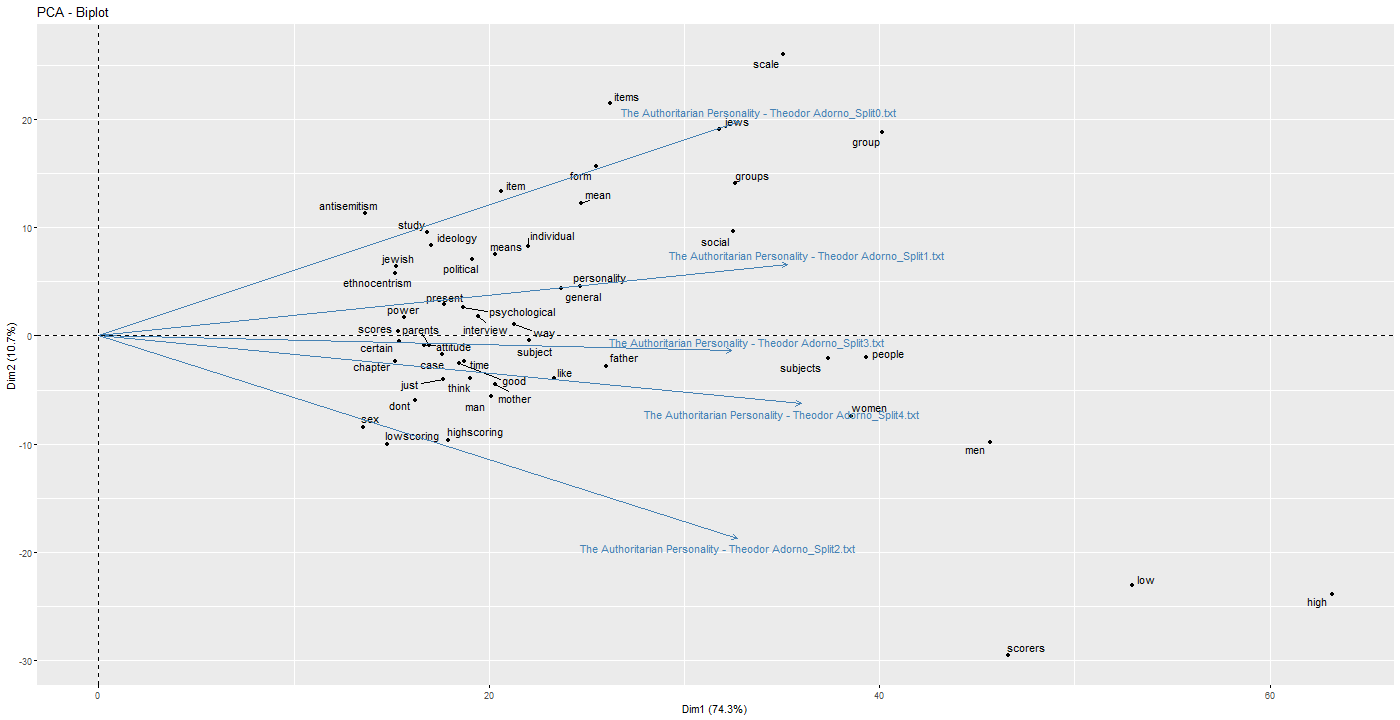 PCA - Biplot
scale
items
The Authoritarian Personality - Theodor Adorno_Split0.txt
jews
group
form
groups
item
mean
antisemitism
study
ideology
individual
means
social
jewish
political
The Authoritarian Personality - Theodor Adorno_Split1.txt
ethnocentrism
personality
general
present
power
psychological
scores
parents
interview
way
certain
attitude
subject
The Authoritarian Personality - Theodor Adorno_Split3.txt
people
chapter
case
time
father
subjects
just
think
good
like
mother
dont
man
women
The Authoritarian Personality - Theodor Adorno_Split4.txt
sex
lowscoring
highscoring
men
The Authoritarian Personality - Theodor Adorno_Split2.txt
low
high
scorers
20
10
0
-10
-20
-30
Dim2 (10.7%)
0
20
40
60
Dim1 (74.3%)